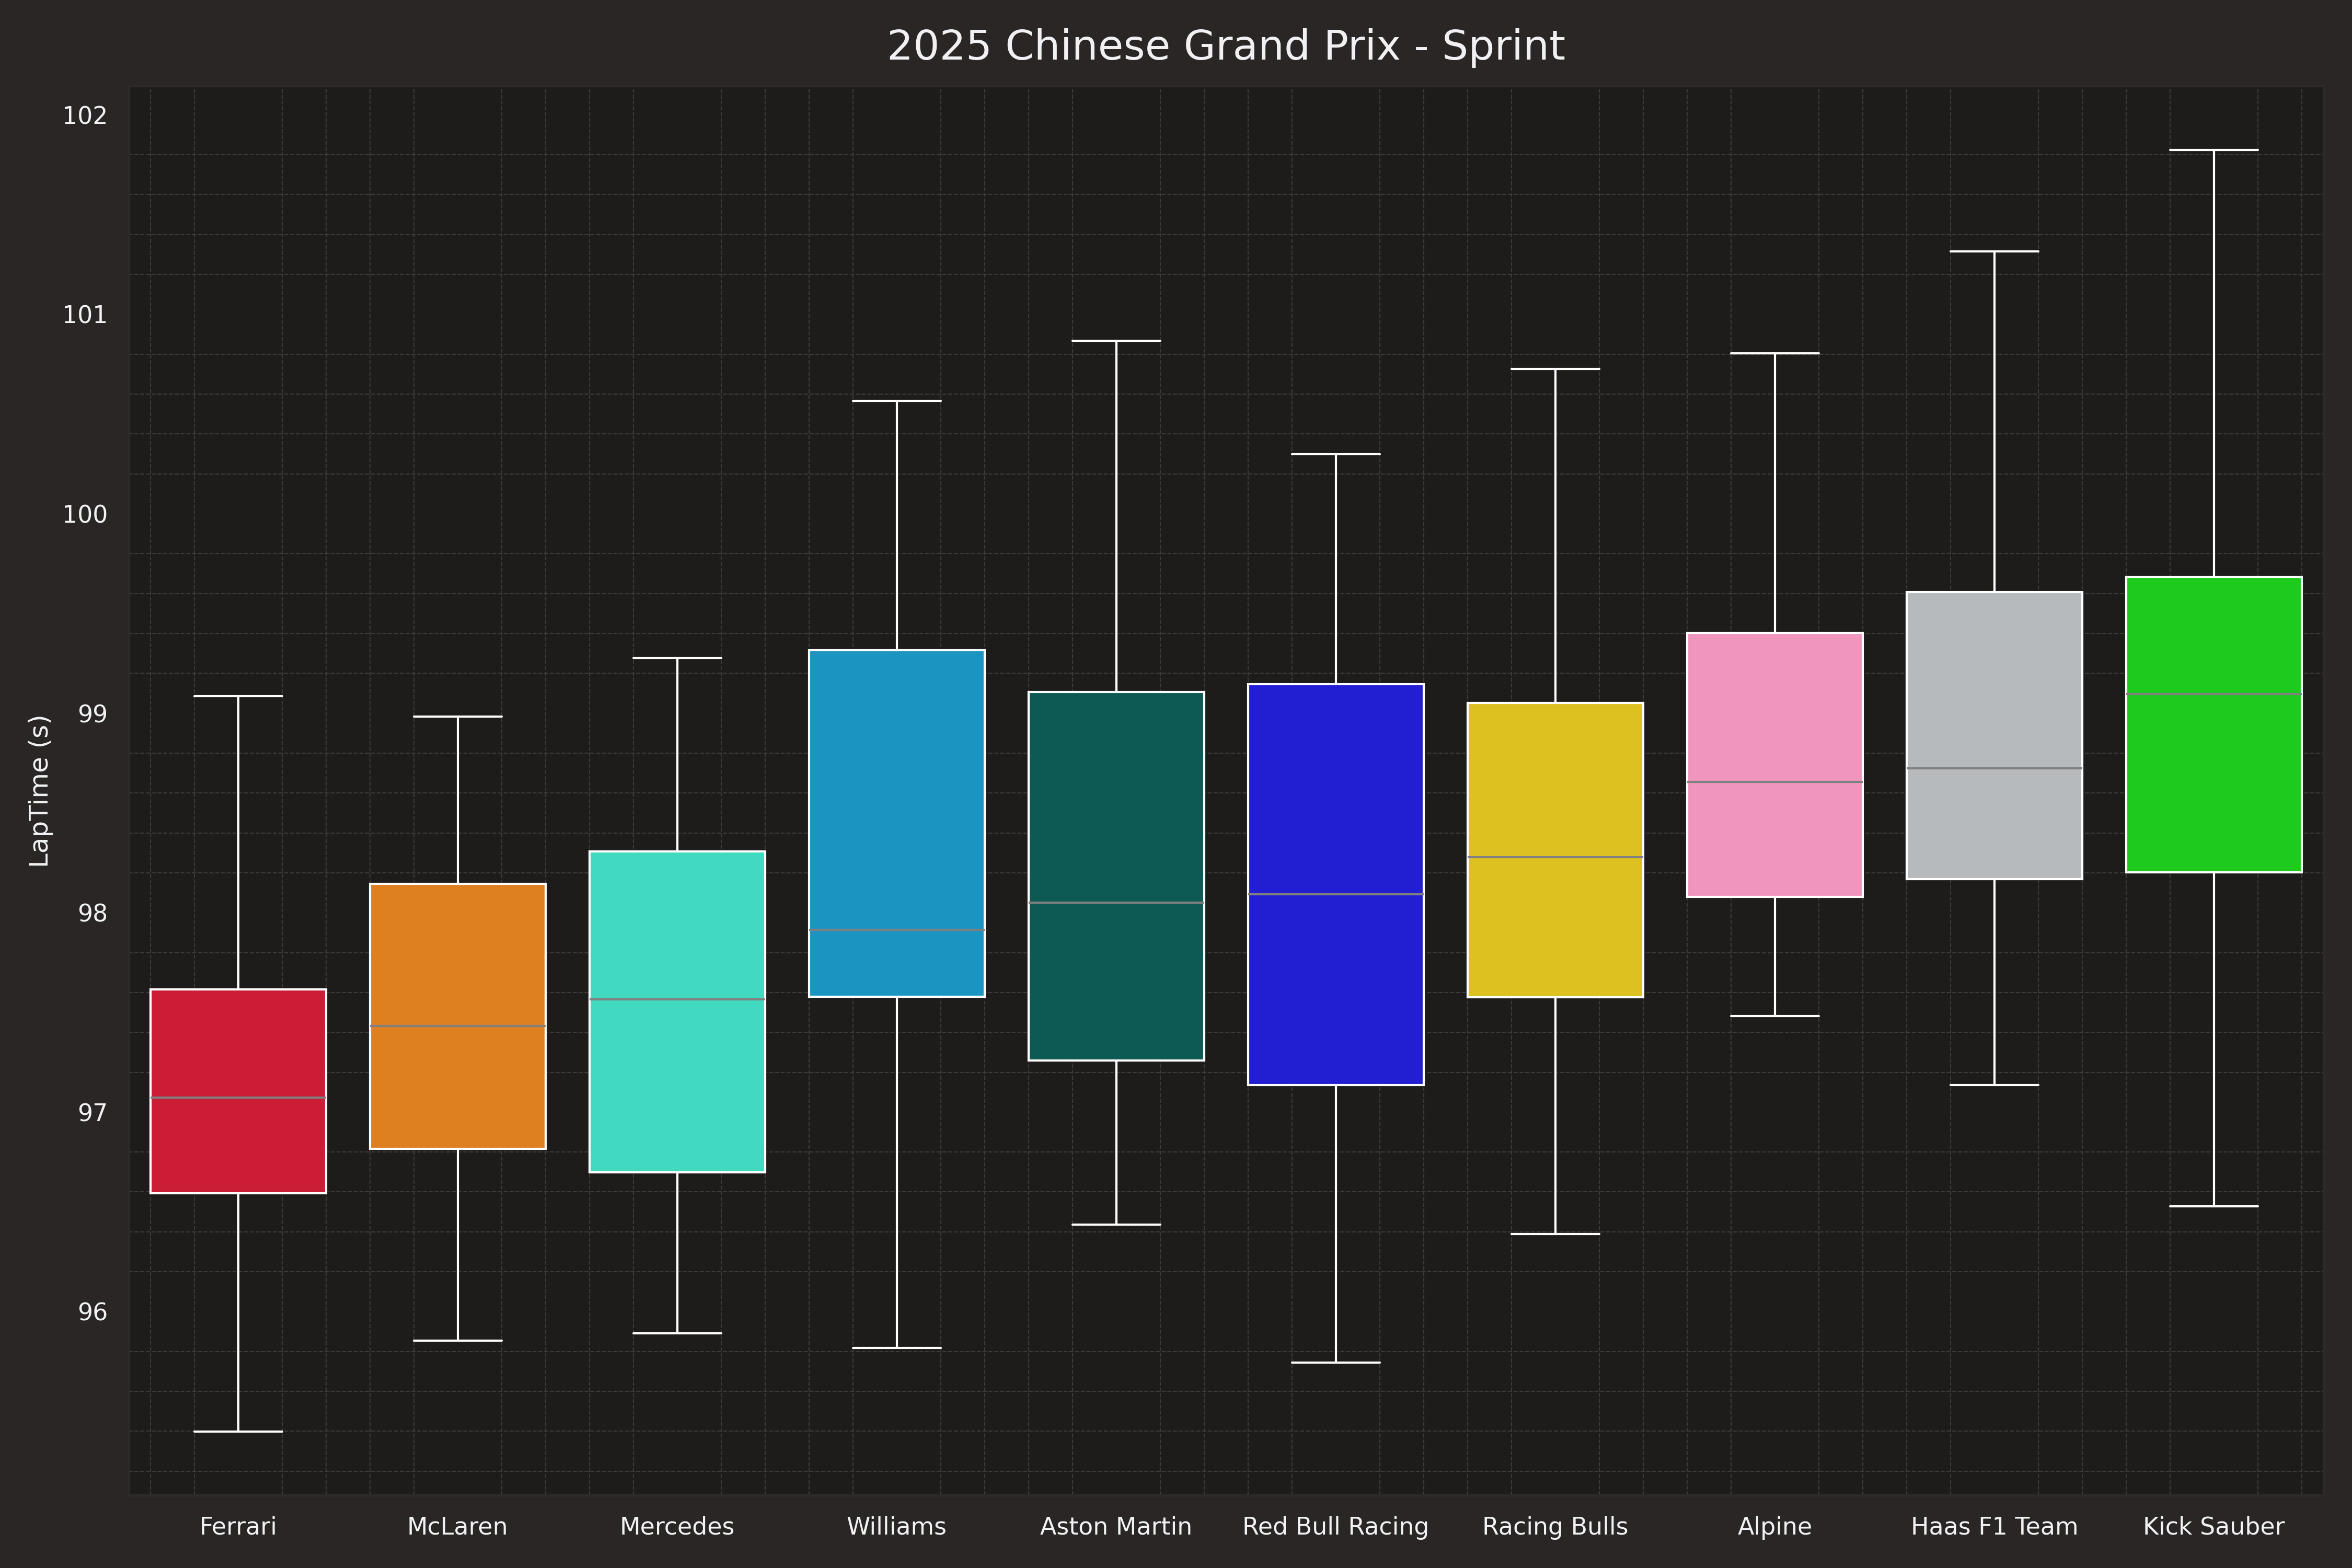 2025 Chinese Grand Prix - Sprint
102
101
100
99
98
97
96
LapTime (s)
Ferrari
McLaren
Mercedes
Williams
Aston Martin
Red Bull Racing
Racing Bulls
Alpine
Haas F1 Team
Kick Sauber